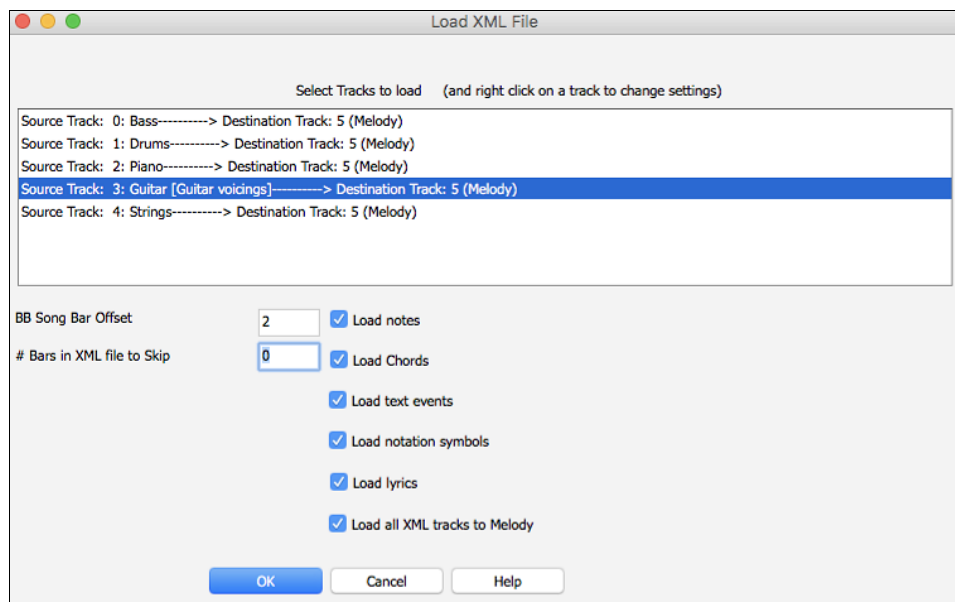 Load XML File
Select Tracks to load (and right click on a track to change settings)
Source Track: 0: Bass----------> Destination Track: 5 (Melody)
Source Track: 1: Drums----------> Destination Track: 5 (Melody)
Source Track: 2: Piano----------> Destination Track: 5 (Melody)
Source Track: 3: Guitar [Guitar voicings]----------> Destination Track: 5 (Melody)
Source Track: 4: Strings----------> Destination Track: 5 (Melody)
BB Song Bar Offset 2 Load notes
# Bars in XML file to Skip 0 Load Chords
Load text events
Load notation symbols
Load lyrics
Load all XML tracks to Melody
OK Cancel Help